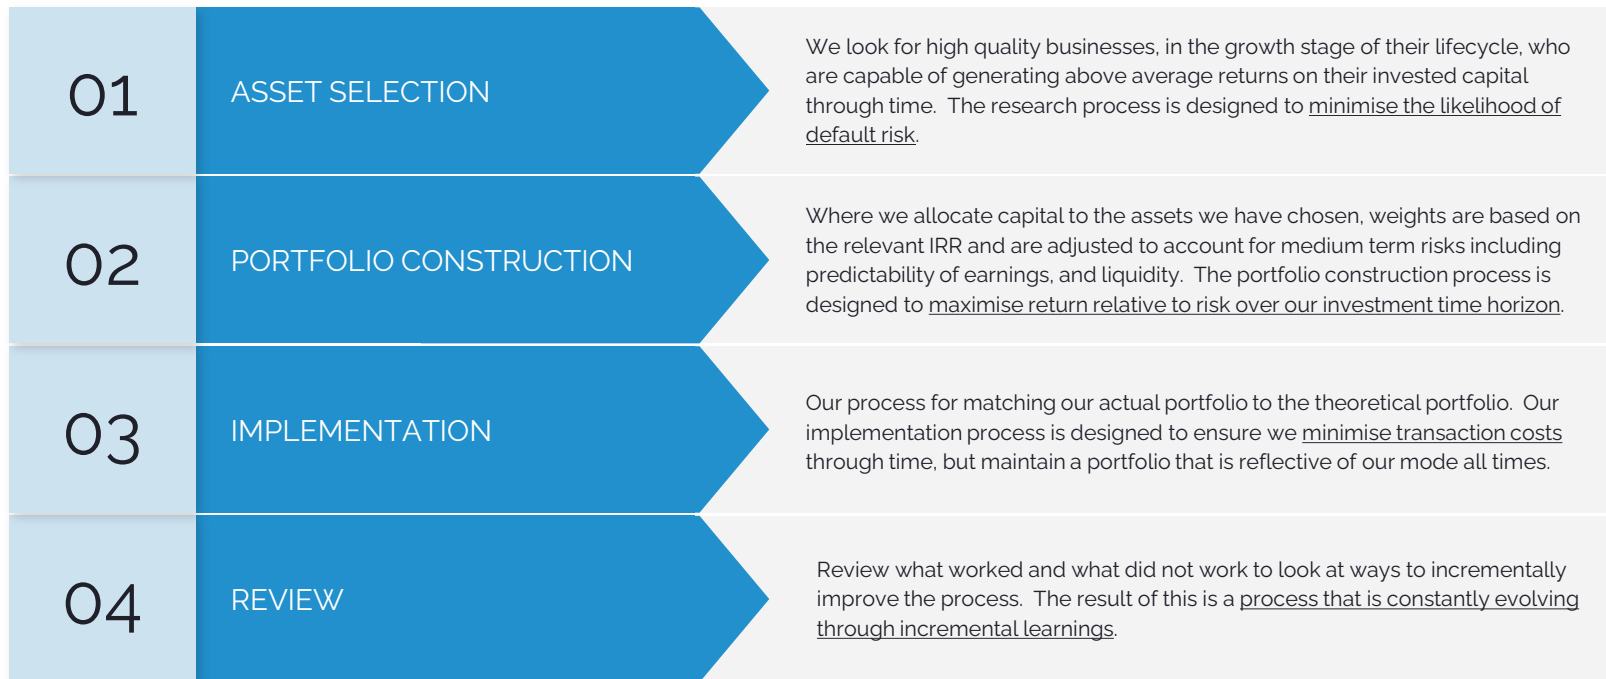 01
ASSET SELECTION
We look for high quality businesses, in the growth stage of their lifecycle, who
are capable of generating above average returns on their invested capital
through time.  The research process is designed to minimise the likelihood of
default risk.
02
PORTFOLIO CONSTRUCTION
Where we allocate capital to the assets we have chosen, weights are based on
the relevant IRR and are adjusted to account for medium term risks including
predictability of earnings, and liquidity.  The portfolio construction process is
designed to maximise return relative to risk over our investment time horizon.
03
IMPLEMENTATION
Our process for matching our actual portfolio to the theoretical portfolio.  Our
implementation process is designed to ensure we minimise transaction costs
through time, but maintain a portfolio that is reflective of our mode all times.
04
REVIEW
Review what worked and what did not work to look at ways to incrementally
improve the process.  The result of this is a process that is constantly evolving
through incremental learnings.